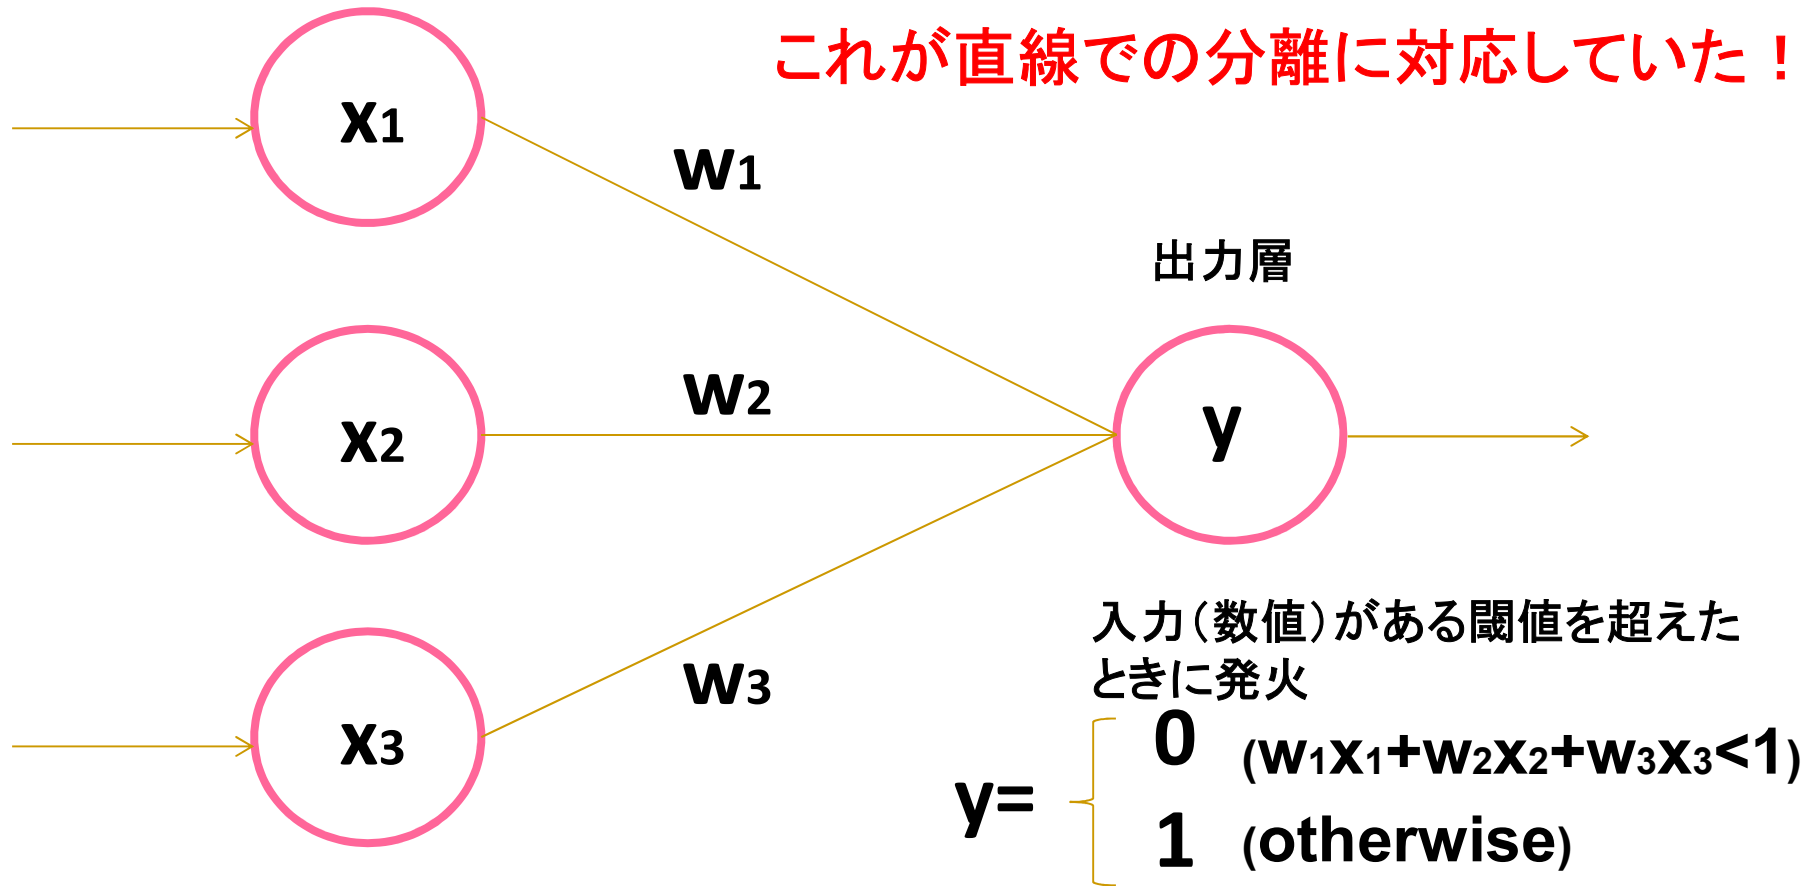 これが直線での分離に対応していた！
x1
w1
出力層
x2
w2
y
x3
w3
入力（数値）がある閾値を超えた
ときに発火
y=
0 (w1x1+w2x2+w3x3<1)
1 (otherwise)